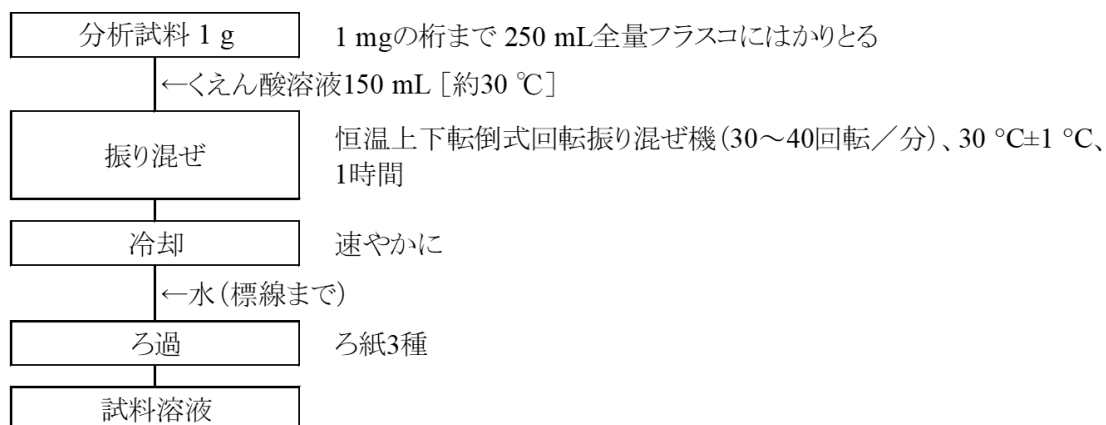 分析試料 1 g
1 mgの桁まで 250 mL全量フラスコにはかりとる
←くえん酸溶液150 mL [約30 ℃]
振り混ぜ
恒温上下転倒式回転振り混ぜ機(30~40回転/分)、30 °C±1 °C、
1時間
冷却
速やかに
←水(標線まで)
ろ過
ろ紙3種
試料溶液